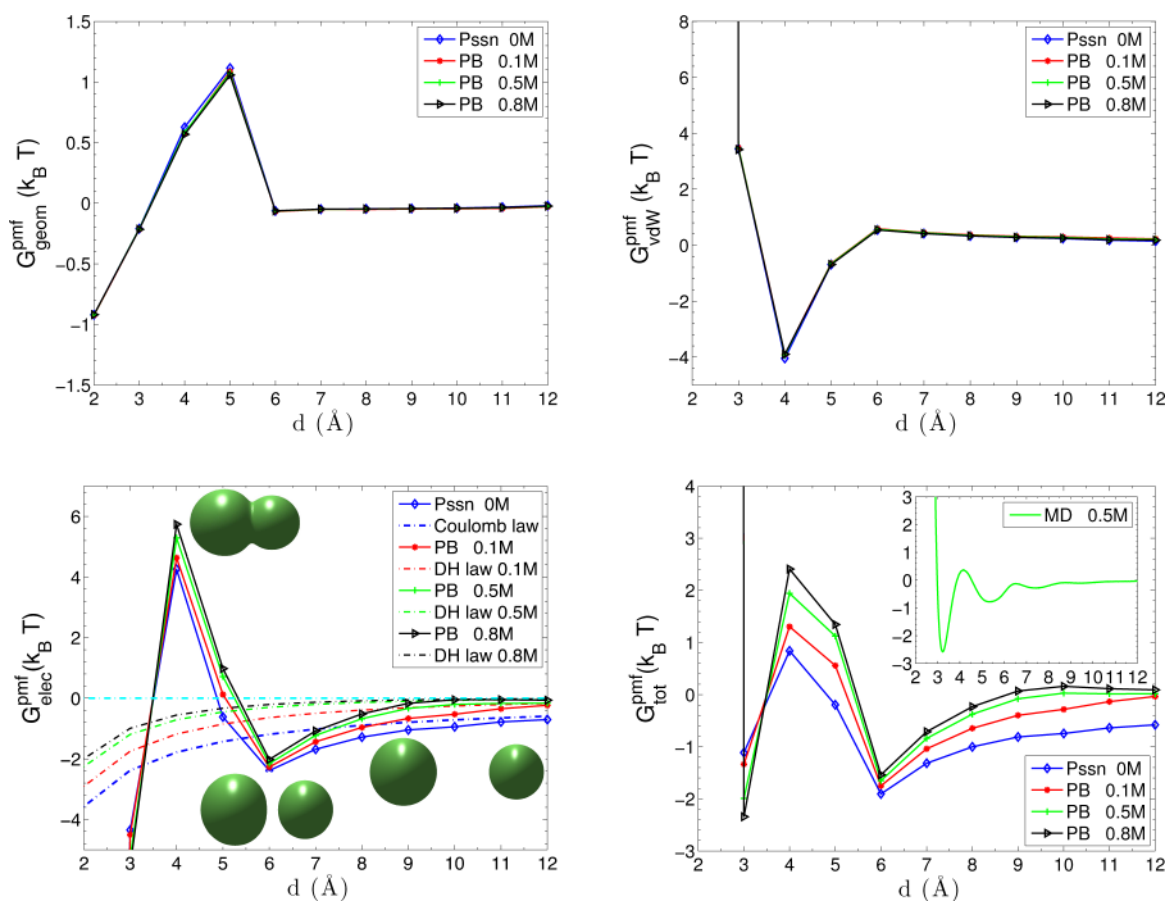 G^pmf_geom (k_B T)
1.5
1
0.5
0
−0.5
−1
−1.5
2 3 4 5 6 7 8 9 10 11 12
d (Å)
Pssn 0M
PB 0.1M
PB 0.5M
PB 0.8M
G^pmf_vdW (k_B T)
8
6
4
2
0
−2
−4
2 3 4 5 6 7 8 9 10 11 12
d (Å)
Pssn 0M
PB 0.1M
PB 0.5M
PB 0.8M
G^pmf_elec (k_B T)
6
4
2
0
−2
−4
2 3 4 5 6 7 8 9 10 11 12
d (Å)
Pssn 0M
Coulomb law
PB 0.1M
DH law 0.1M
PB 0.5M
DH law 0.5M
PB 0.8M
DH law 0.8M
G^pmf_tot (k_B T)
4
3
2
1
0
−1
−2
−3
2 3 4 5 6 7 8 9 10 11 12
d (Å)
MD 0.5M
3
2
1
0
−1
−2
−3
2 3 4 5 6 7 8 9 10 11 12
Pssn 0M
PB 0.1M
PB 0.5M
PB 0.8M